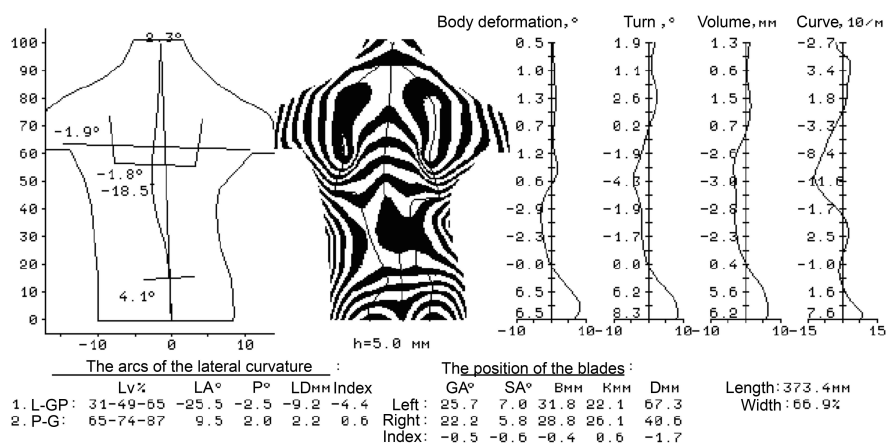 Body deformation,° Turn ,° Volume,мм Curve, 10/м
100 2.3° 0.5 1.9 1.3 -2.7
90 1.0 1.1 0.6 3.4
80 1.3 2.6 1.5 1.8
70 0.7 0.2 0.7 -3.3
-1.9°
60 1.2 -1.9 -2.6 -8.4
-1.8°
50 0.6 -4.3 -3.0 -11.6
-18.5
40 -2.9 -1.9 -2.8 -1.7
30 -2.3 -1.7 -2.3 2.5
20 -0.0 -0.0 0.4 -1.0
10 4.1° 6.2 6.2 5.6 1.6
0 6.5 8.3 6.2 7.6
-10 0 10 -10 10-10 10-10 10-15 15
h=5.0 мм
The arcs of the lateral curvature : The position of the blades :
Lv% LA° P° LDмм Index GA° SA° Bмм Kмм Dмм Length:373.4мм
1. L-GP: 31-49-65 -25.5 -2.5 -9.2 -4.4 Left: 25.7 7.0 31.8 22.1 67.3 Width:66.9%
2. P-G: 65-74-87 9.5 2.0 2.2 0.6 Right: 22.2 5.8 28.8 26.1 40.6
Index: -0.5 -0.6 -0.4 0.6 -1.7